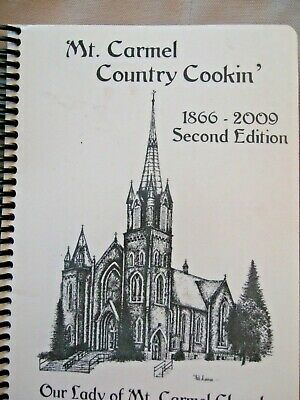 Mt. Carmel
Country Cookin'
1866 - 2009
Second Edition
Our Lady of Mt. Carmel Church